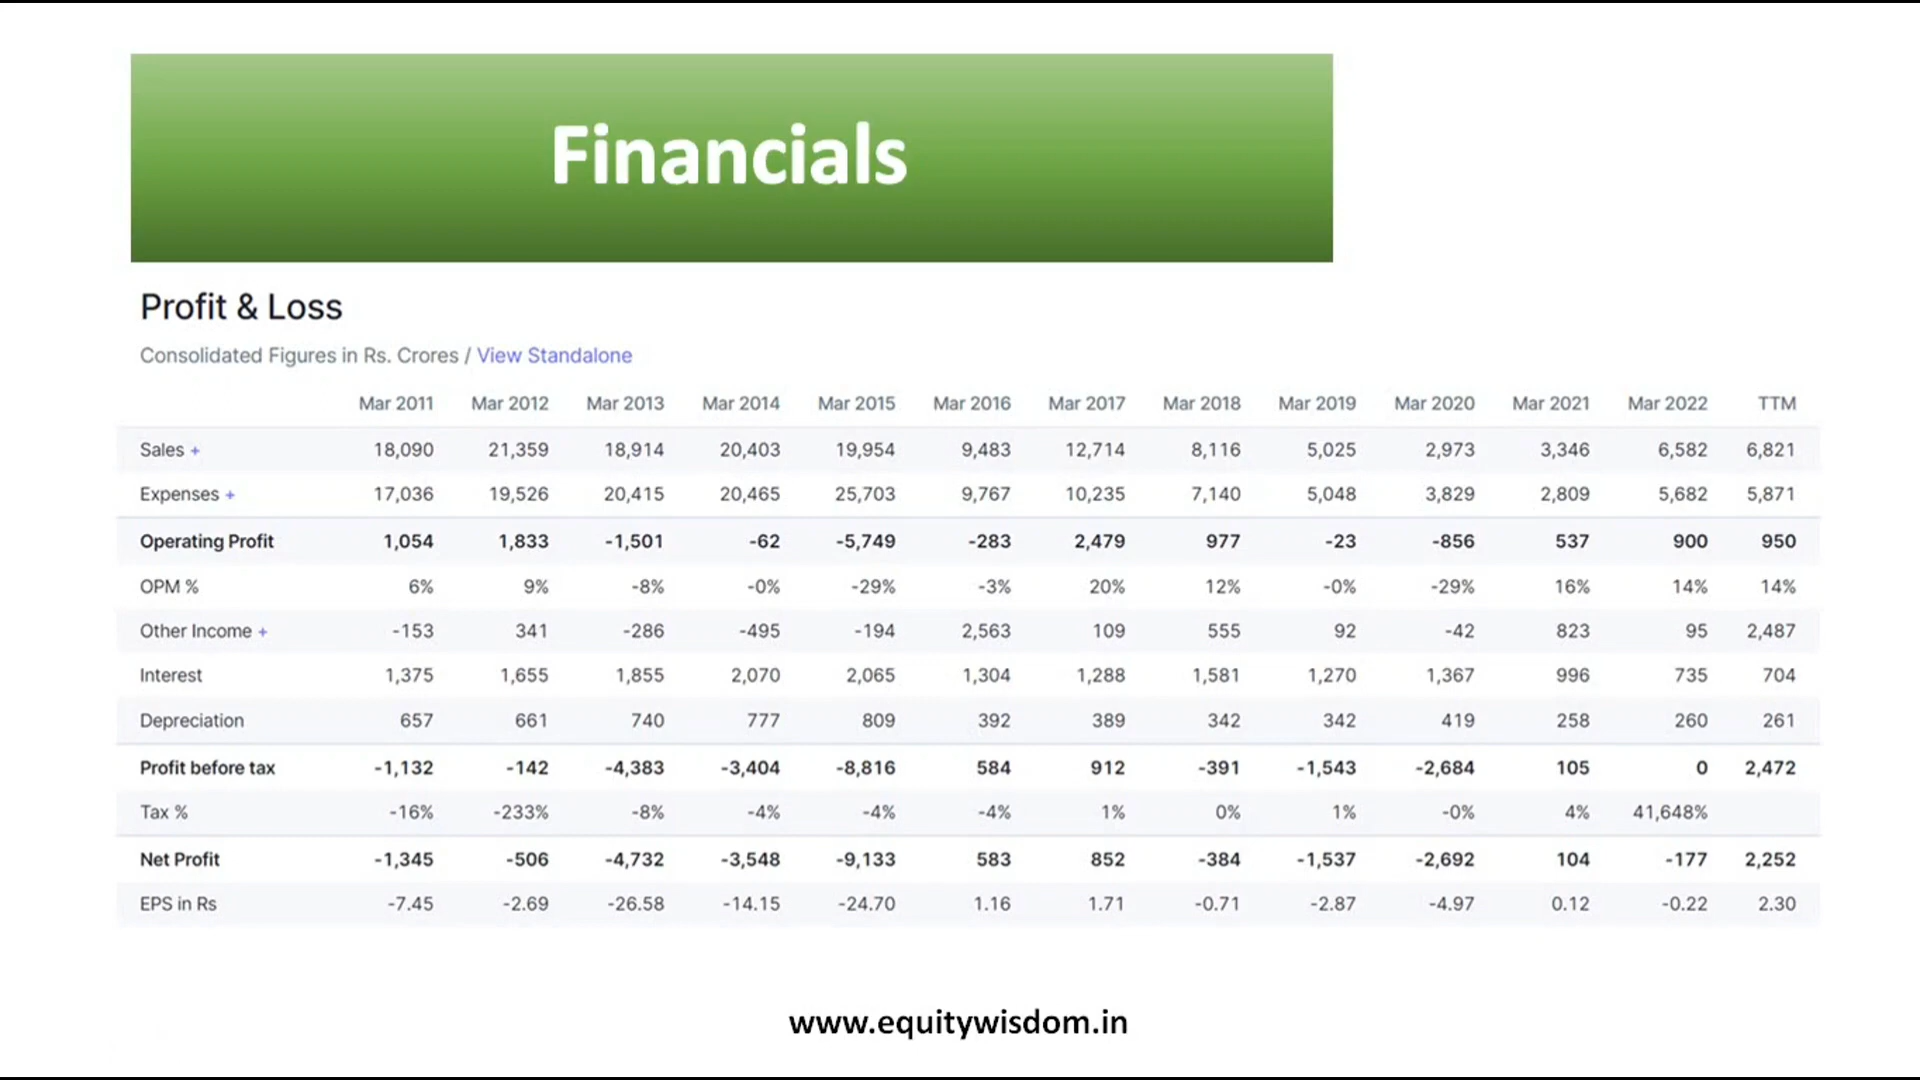 Financials
Profit & Loss
Consolidated Figures in Rs. Crores / View Standalone
Mar 2011 Mar 2012 Mar 2013 Mar 2014 Mar 2015 Mar 2016 Mar 2017 Mar 2018 Mar 2019 Mar 2020 Mar 2021 Mar 2022 TTM
Sales + 18,090 21,359 18,914 20,403 19,954 9,483 12,714 8,116 5,025 2,973 3,346 6,582 6,821
Expenses + 17,036 19,526 20,415 20,465 25,703 9,767 10,235 7,140 5,048 3,829 2,809 5,682 5,871
Operating Profit 1,054 1,833 -1,501 -62 -5,749 -283 2,479 977 -23 -856 537 900 950
OPM % 6% 9% -8% -0% -29% -3% 20% 12% -0% -29% 16% 14% 14%
Other Income + -153 341 -286 -495 -194 2,563 109 555 92 -42 823 95 2,487
Interest 1,375 1,655 1,855 2,070 2,065 1,304 1,288 1,581 1,270 1,367 996 735 704
Depreciation 657 661 740 777 809 392 389 342 342 419 258 260 261
Profit before tax -1,132 -142 -4,383 -3,404 -8,816 584 912 -391 -1,543 -2,684 105 0 2,472
Tax % -16% -233% -8% -4% -4% -4% 1% 0% 1% -0% 4% 41,648%
Net Profit -1,345 -506 -4,732 -3,548 -9,133 583 852 -384 -1,537 -2,692 104 -177 2,252
EPS in Rs -7.45 -2.69 -26.58 -14.15 -24.70 1.16 1.71 -0.71 -2.87 -4.97 0.12 -0.22 2.30
www.equitywisdom.in